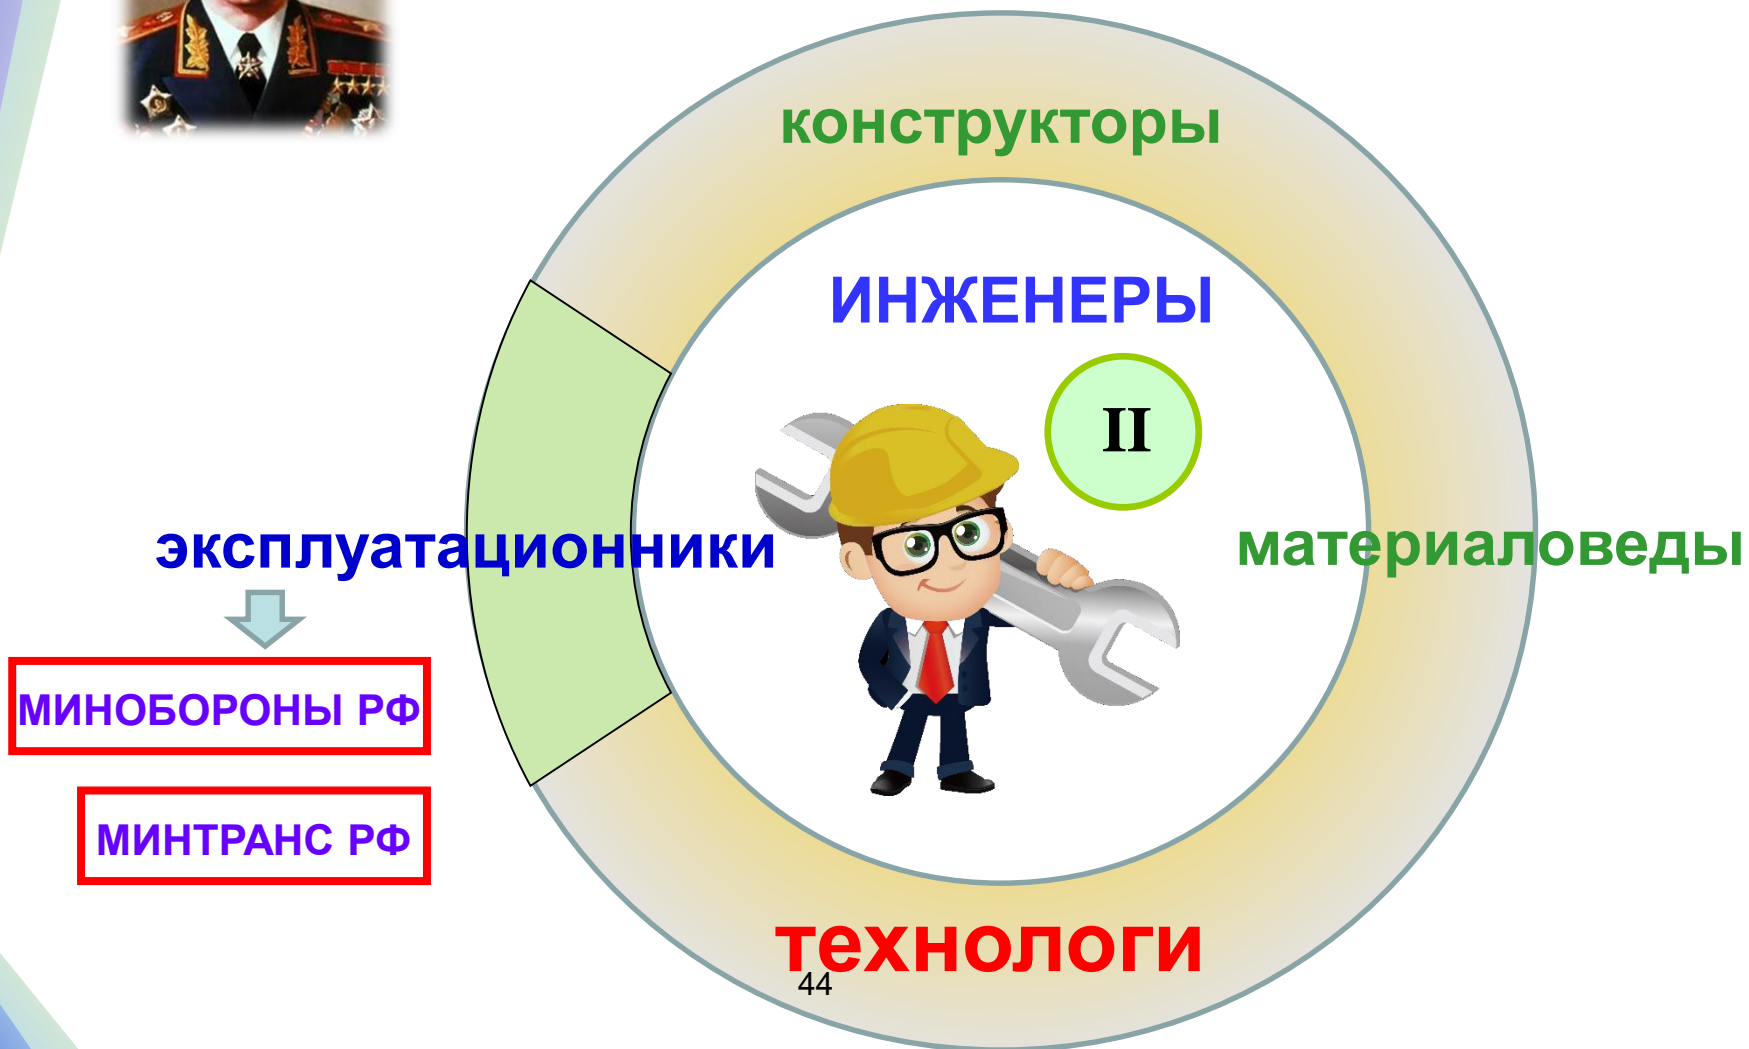 конструкторы
ИНЖЕНЕРЫ
II
эксплуатационники
материаловеды
МИНОБОРОНЫ РФ
МИНТРАНС РФ
технологи
44